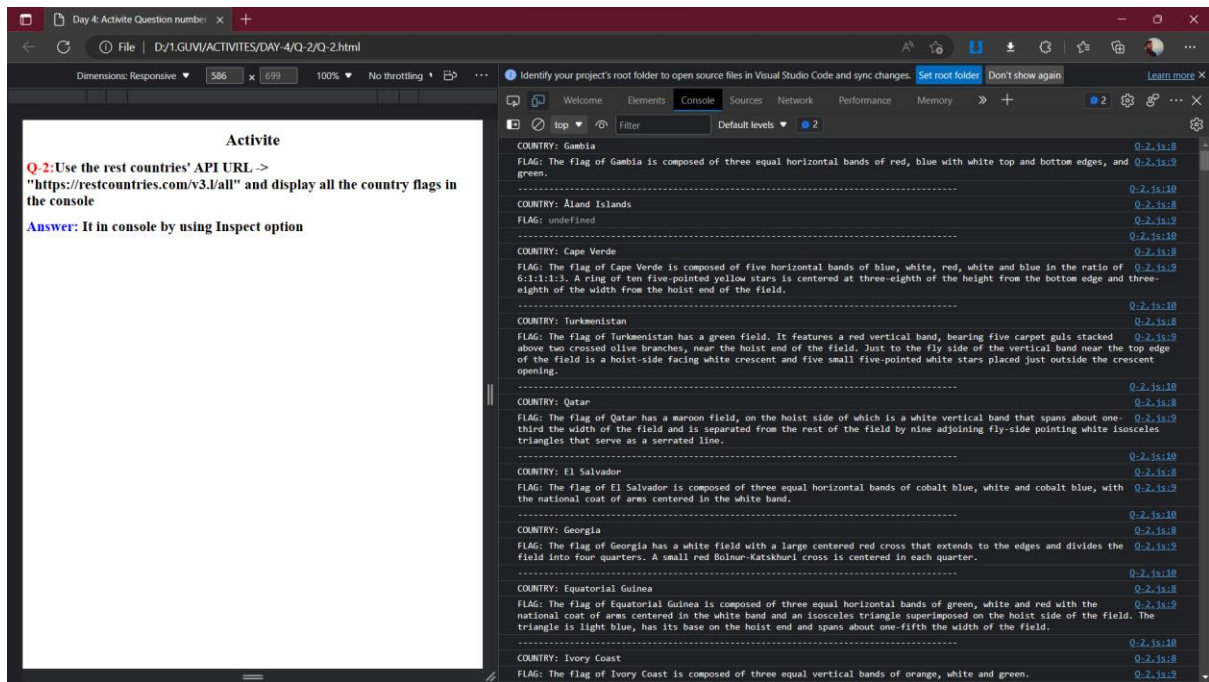 Day 4: Activite Question number
File | D:/1.GUVI/ACTIVITES/DAY-4/Q-2/Q-2.html
Dimensions: Responsive ▼ 586 x 699 100% ▼ No throttling
Identify your project's root folder to open source files in Visual Studio Code and sync changes. Set root folder Don't show again Learn more
Welcome Elements Console Sources Network Performance Memory 2
top ▼ Filter Default levels ▼ 2
Activite
Q-2:Use the rest countries' API URL ->
"https://restcountries.com/v3.1/all" and display all the country flags in
the console
Answer: It in console by using Inspect option
COUNTRY: Gambia Q-2.js:8
FLAG: The flag of Gambia is composed of three equal horizontal bands of red, blue with white top and bottom edges, and Q-2.js:9
green.
-------------------------------------------------------------------------------- Q-2.js:10
COUNTRY: Åland Islands Q-2.js:8
FLAG: undefined Q-2.js:9
-------------------------------------------------------------------------------- Q-2.js:10
COUNTRY: Cape Verde Q-2.js:8
FLAG: The flag of Cape Verde is composed of five horizontal bands of blue, white, red, white and blue in the ratio of Q-2.js:9
6:1:1:1:3. A ring of ten five-pointed yellow stars is centered at three-eighth of the height from the bottom edge and three-
eighth of the width from the hoist end of the field.
-------------------------------------------------------------------------------- Q-2.js:10
COUNTRY: Turkmenistan Q-2.js:8
FLAG: The flag of Turkmenistan has a green field. It features a red vertical band, bearing five carpet guls stacked Q-2.js:9
above two crossed olive branches, near the hoist end of the field. Just to the fly side of the vertical band near the top edge
of the field is a hoist-side facing white crescent and five small five-pointed white stars placed just outside the crescent
opening.
-------------------------------------------------------------------------------- Q-2.js:10
COUNTRY: Qatar Q-2.js:8
FLAG: The flag of Qatar has a maroon field, on the hoist side of which is a white vertical band that spans about one- Q-2.js:9
third the width of the field and is separated from the rest of the field by nine adjoining fly-side pointing white isosceles
triangles that serve as a serrated line.
-------------------------------------------------------------------------------- Q-2.js:10
COUNTRY: El Salvador Q-2.js:8
FLAG: The flag of El Salvador is composed of three equal horizontal bands of cobalt blue, white and cobalt blue, with Q-2.js:9
the national coat of arms centered in the white band.
-------------------------------------------------------------------------------- Q-2.js:10
COUNTRY: Georgia Q-2.js:8
FLAG: The flag of Georgia has a white field with a large centered red cross that extends to the edges and divides the Q-2.js:9
field into four quarters. A small red Bolnur-Katskhuri cross is centered in each quarter.
-------------------------------------------------------------------------------- Q-2.js:10
COUNTRY: Equatorial Guinea Q-2.js:8
FLAG: The flag of Equatorial Guinea is composed of three equal horizontal bands of green, white and red with the Q-2.js:9
national coat of arms centered in the white band and an isosceles triangle superimposed on the hoist side of the field. The
triangle is light blue, has its base on the hoist end and spans about one-fifth the width of the field.
-------------------------------------------------------------------------------- Q-2.js:10
COUNTRY: Ivory Coast Q-2.js:8
FLAG: The flag of Ivory Coast is composed of three equal vertical bands of orange, white and green. Q-2.js:9